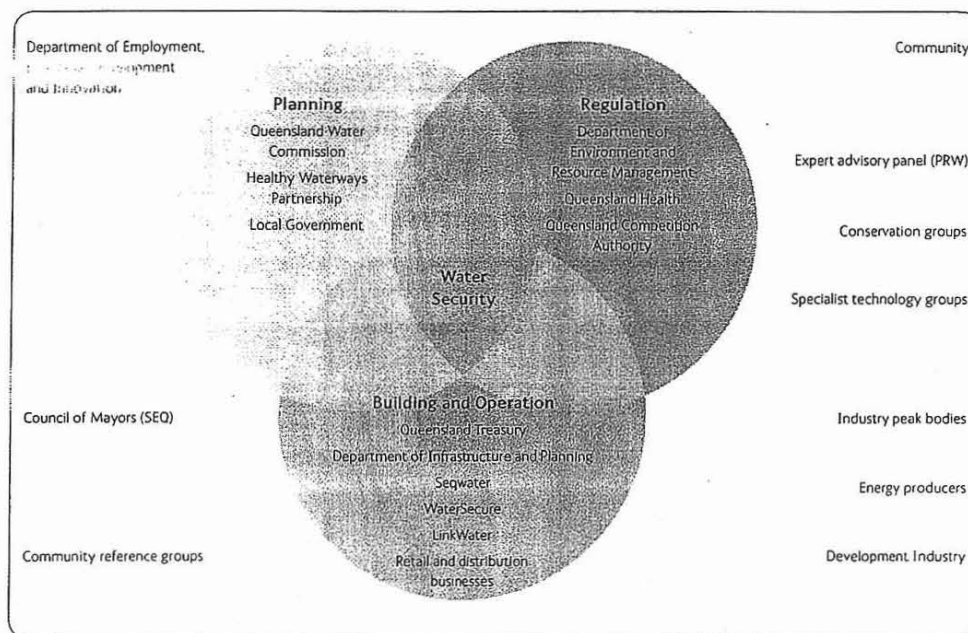 Department of Employment,
and Innovation
Community
Planning
Queensland Water
Commission
Healthy Waterways
Partnership
Local Government
Regulation
Department of
Environment and
Resource Management
Queensland Health
Queensland Competition
Authority
Expert advisory panel (PRW)
Conservation groups
Specialist technology groups
Water
Security
Building and Operation
Queensland Treasury
Department of Infrastructure and Planning
Seqwater
WaterSecure
LinkWater
Retail and distribution
businesses
Council of Mayors (SEQ)
Community reference groups
Industry peak bodies
Energy producers
Development Industry